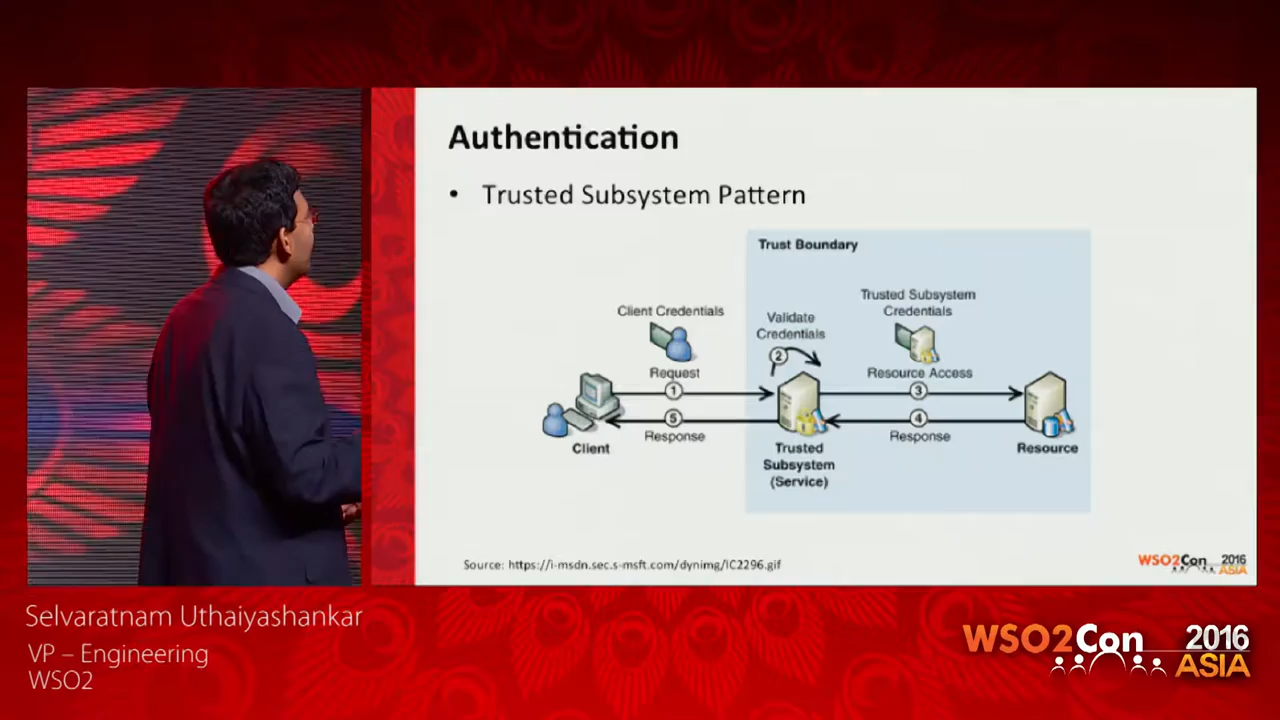 Authentication
• Trusted Subsystem Pattern
Trust Boundary
Client Credentials
Validate
Credentials
Trusted Subsystem
Credentials
2
Request
Resource Access
1
3
5
4
Response
Response
Client
Trusted
Subsystem
(Service)
Resource
Source: https://i-msdn.sec.s-msft.com/dynimg/IC2296.gif
WSO2Con 2016
ASIA
Selvaratnam Uthaiyashankar
VP – Engineering
WSO2
WSO2Con 2016
ASIA